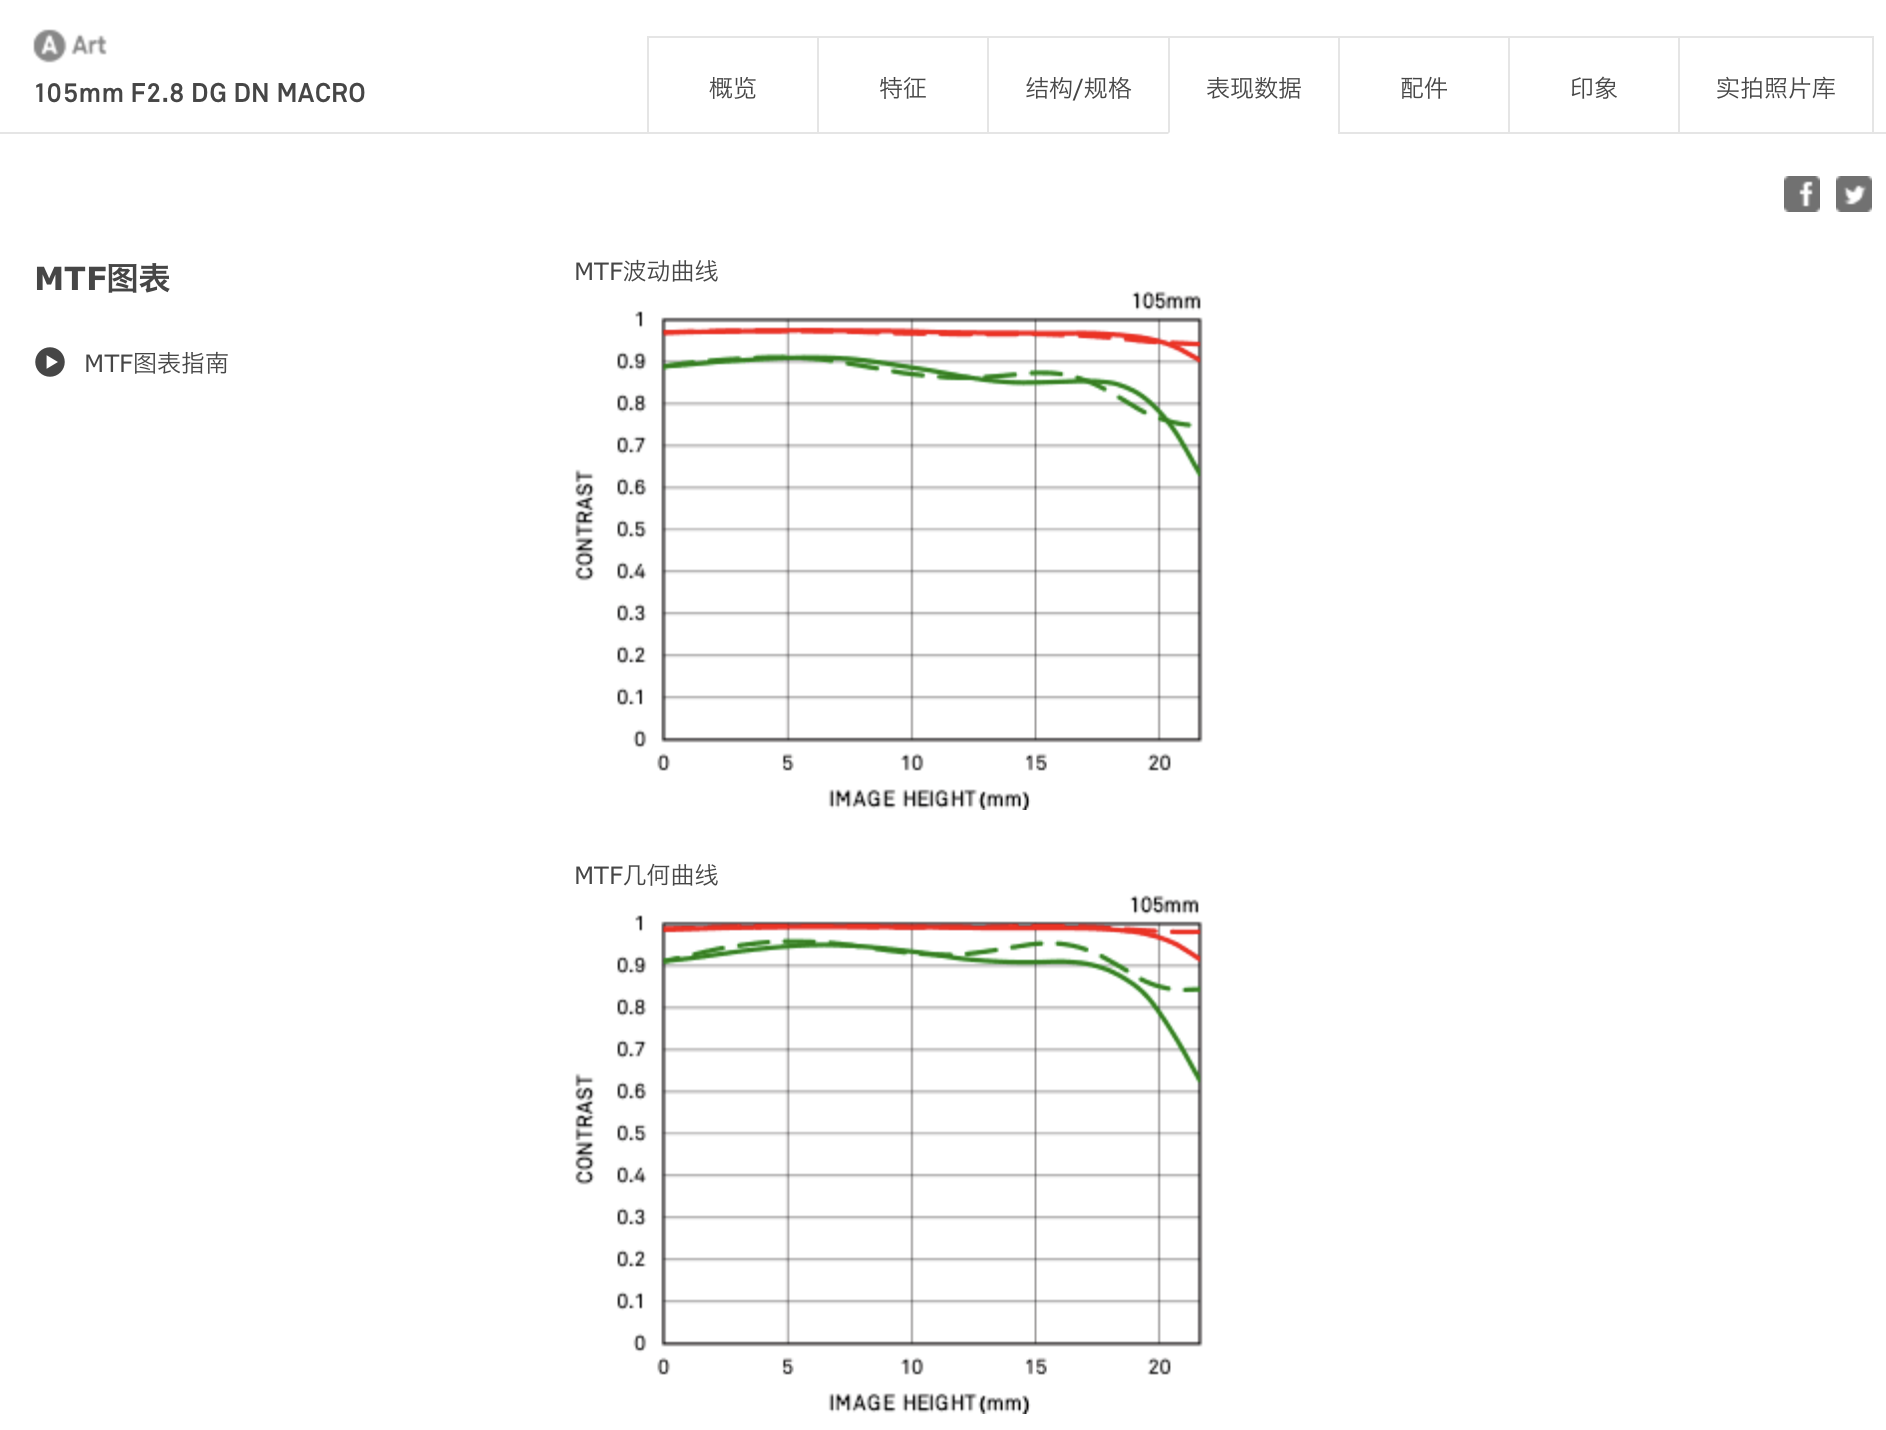 A Art
105mm F2.8 DG DN MACRO
概览
特征
结构/规格
表现数据
配件
印象
实拍照片库
MTF图表
MTF图表指南
MTF波动曲线
105mm
1
0.9
0.8
0.7
0.6
0.5
0.4
0.3
0.2
0.1
0
CONTRAST
0 5 10 15 20
IMAGE HEIGHT(mm)
MTF几何曲线
105mm
1
0.9
0.8
0.7
0.6
0.5
0.4
0.3
0.2
0.1
0
CONTRAST
0 5 10 15 20
IMAGE HEIGHT(mm)